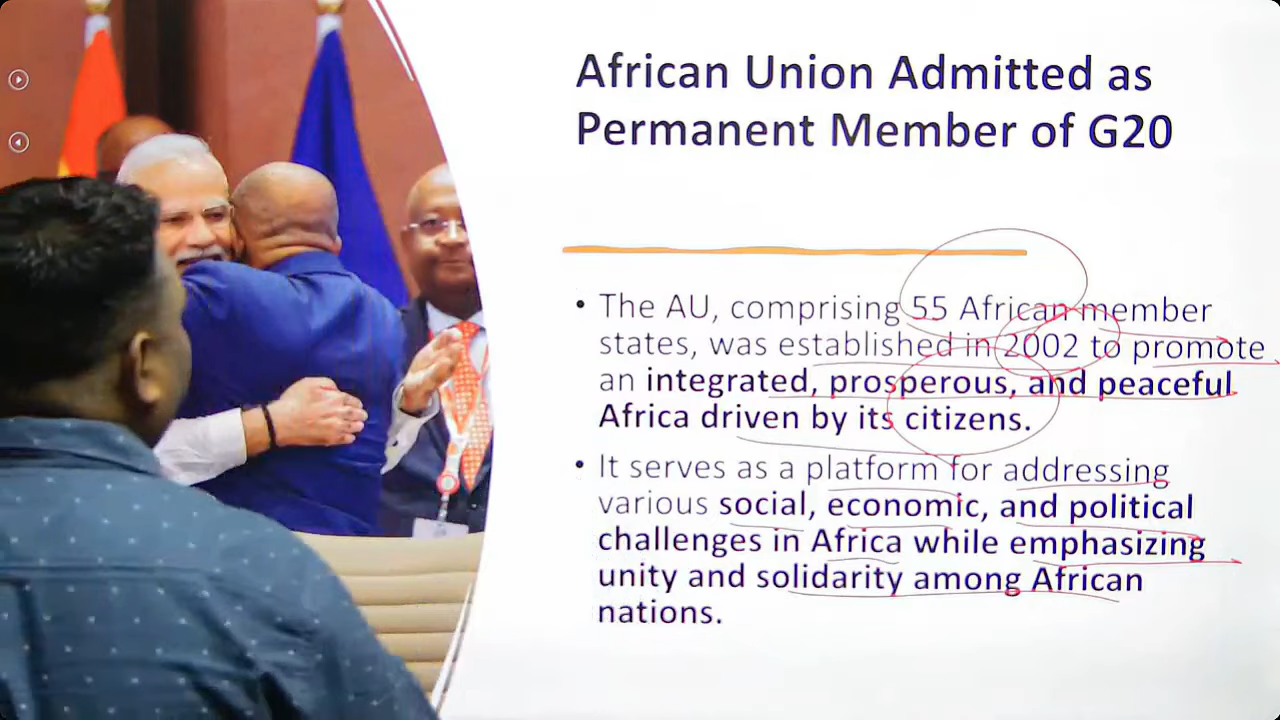 African Union Admitted as
Permanent Member of G20
• The AU, comprising 55 African member
states, was established in 2002 to promote
an integrated, prosperous, and peaceful
Africa driven by its citizens.
• It serves as a platform for addressing
various social, economic, and political
challenges in Africa while emphasizing
unity and solidarity among African
nations.